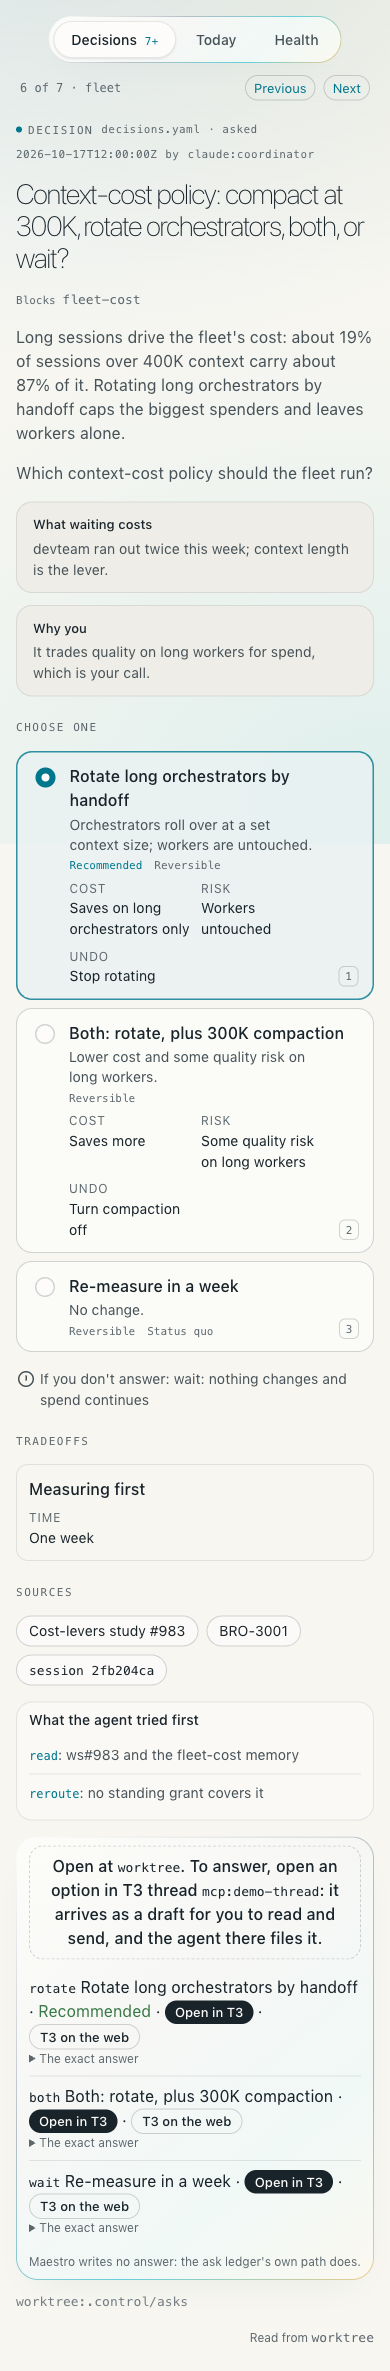 Decisions 7+ Today Health
6 of 7 · fleet Previous Next
DECISION decisions.yaml · asked
2026-10-17T12:00:00Z by claude:coordinator
Context-cost policy: compact at
300K, rotate orchestrators, both, or
wait?
Blocks fleet-cost
Long sessions drive the fleet's cost: about 19%
of sessions over 400K context carry about
87% of it. Rotating long orchestrators by
handoff caps the biggest spenders and leaves
workers alone.
Which context-cost policy should the fleet run?
What waiting costs
devteam ran out twice this week; context length
is the lever.
Why you
It trades quality on long workers for spend,
which is your call.
CHOOSE ONE
Rotate long orchestrators by
handoff
Orchestrators roll over at a set
context size; workers are untouched.
Recommended Reversible
COST RISK
Saves on long Workers
orchestrators only untouched
UNDO
Stop rotating 1
Both: rotate, plus 300K compaction
Lower cost and some quality risk on
long workers.
Reversible
COST RISK
Saves more Some quality risk
on long workers
UNDO
Turn compaction
off 2
Re-measure in a week
No change.
Reversible Status quo 3
If you don't answer: wait: nothing changes and
spend continues
TRADEOFFS
Measuring first
TIME
One week
SOURCES
Cost-levers study #983 BRO-3001
session 2fb204ca
What the agent tried first
read: ws#983 and the fleet-cost memory
reroute: no standing grant covers it
Open at worktree. To answer, open an
option in T3 thread mcp:demo-thread: it
arrives as a draft for you to read and
send, and the agent there files it.
rotate Rotate long orchestrators by handoff
· Recommended · Open in T3 ·
T3 on the web
▶ The exact answer
both Both: rotate, plus 300K compaction ·
Open in T3 · T3 on the web
▶ The exact answer
wait Re-measure in a week · Open in T3 ·
T3 on the web
▶ The exact answer
Maestro writes no answer: the ask ledger's own path does.
worktree:.control/asks
Read from worktree